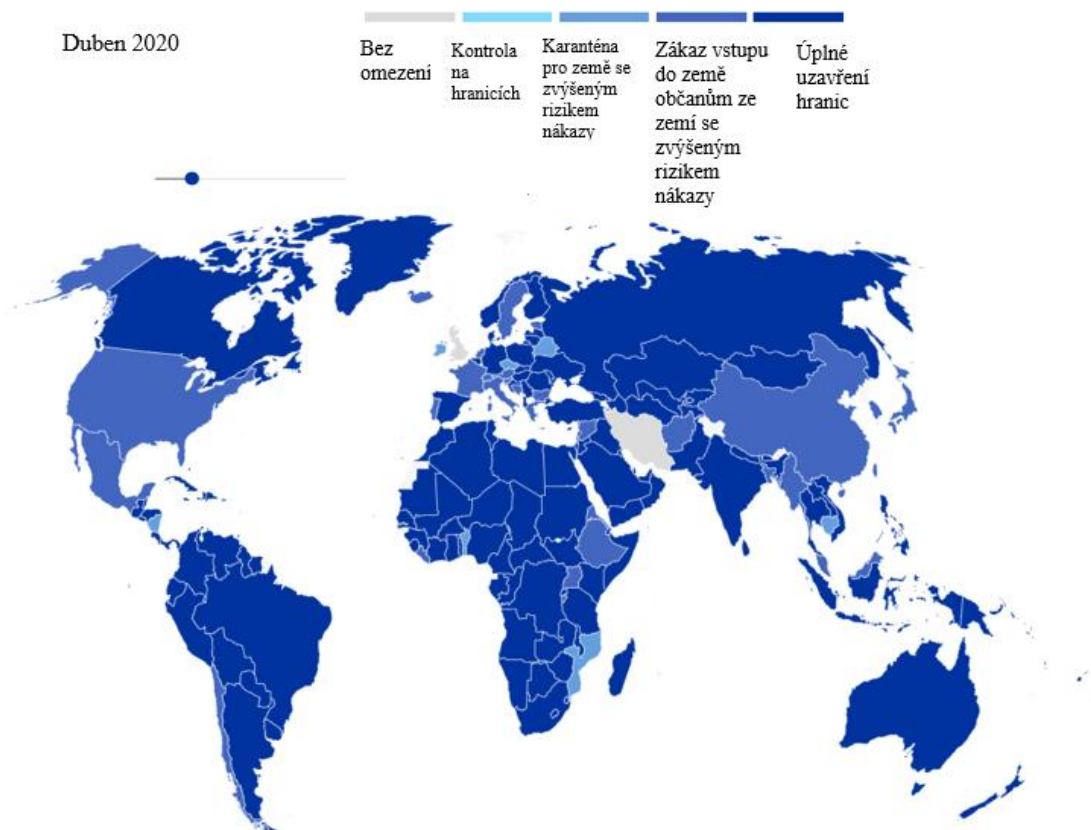 Duben 2020
Bez
omezení
Kontrola
na
hranicích
Karanténa
pro země se
zvýšeným
rizikem
nákazy
Zákaz vstupu
do země
občanům ze
zemí se
zvýšeným
rizikem
nákazy
Úplné
uzavření
hranic